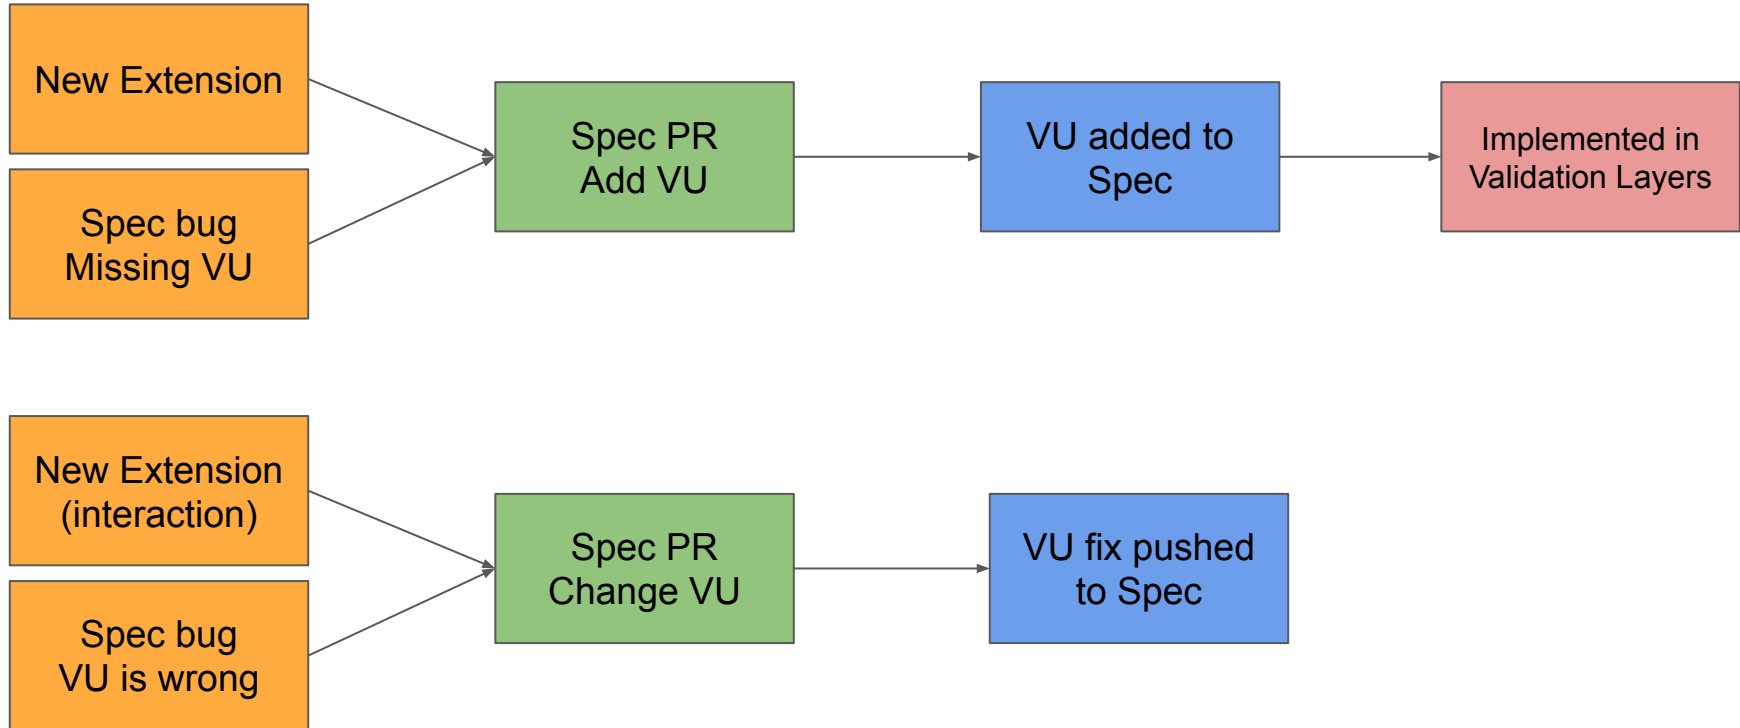 New Extension
Spec bug
Missing VU
Spec PR
Add VU
VU added to
Spec
Implemented in
Validation Layers
New Extension
(interaction)
Spec bug
VU is wrong
Spec PR
Change VU
VU fix pushed
to Spec